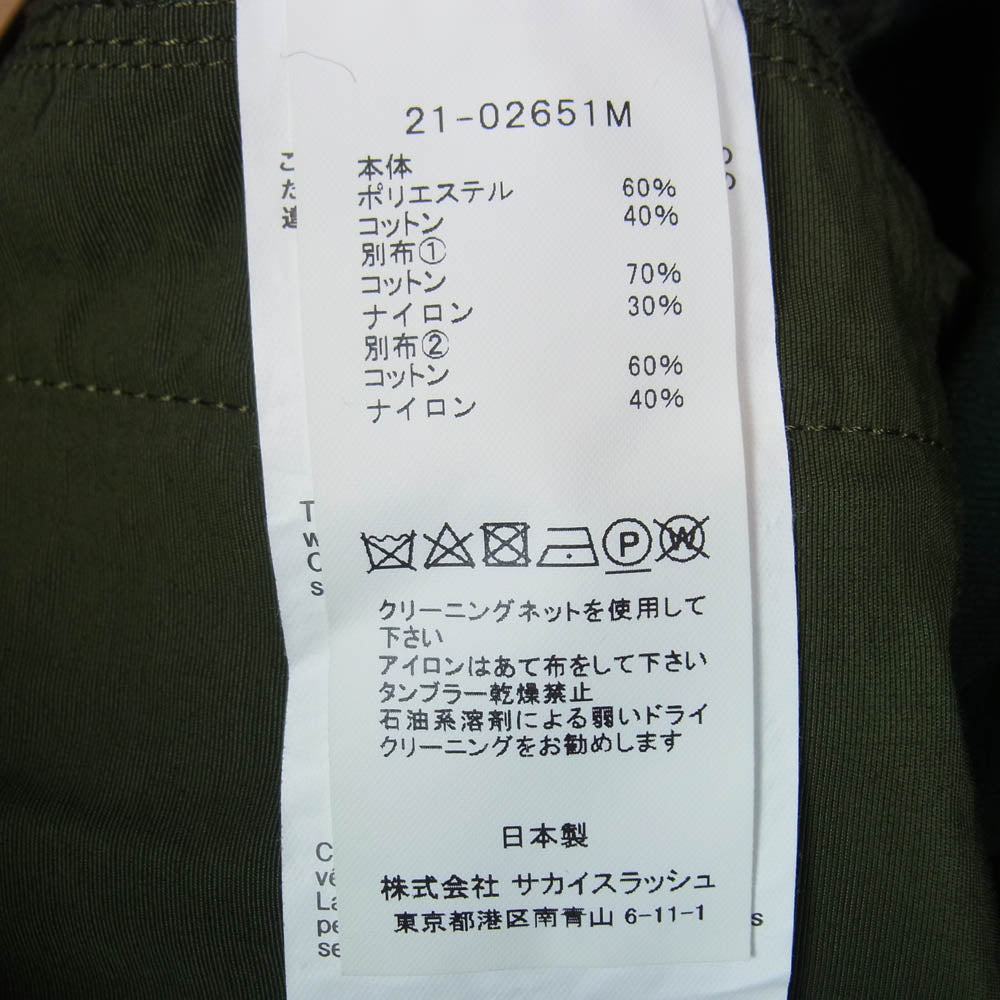 21-02651M
本体
ポリエステル 60%
コットン 40%
別布①
コットン 70%
ナイロン 30%
別布②
コットン 60%
ナイロン 40%
P W
クリーニングネットを使用して
下さい
アイロンはあて布をして下さい
タンブラー乾燥禁止
石油系溶剤による弱いドライ
クリーニングをお勧めします
日本製
株式会社 サカイスラッシュ
東京都港区南青山 6-11-1